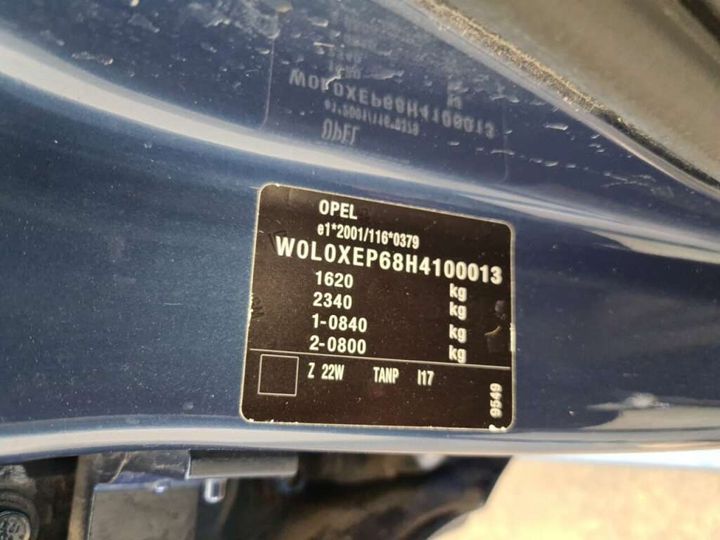 OPEL
e1*2001/116*0379
W0L0XEP68H4100013
1620 kg
2340 kg
1-0840 kg
2-0800 kg
Z 22W TANP I17
9549